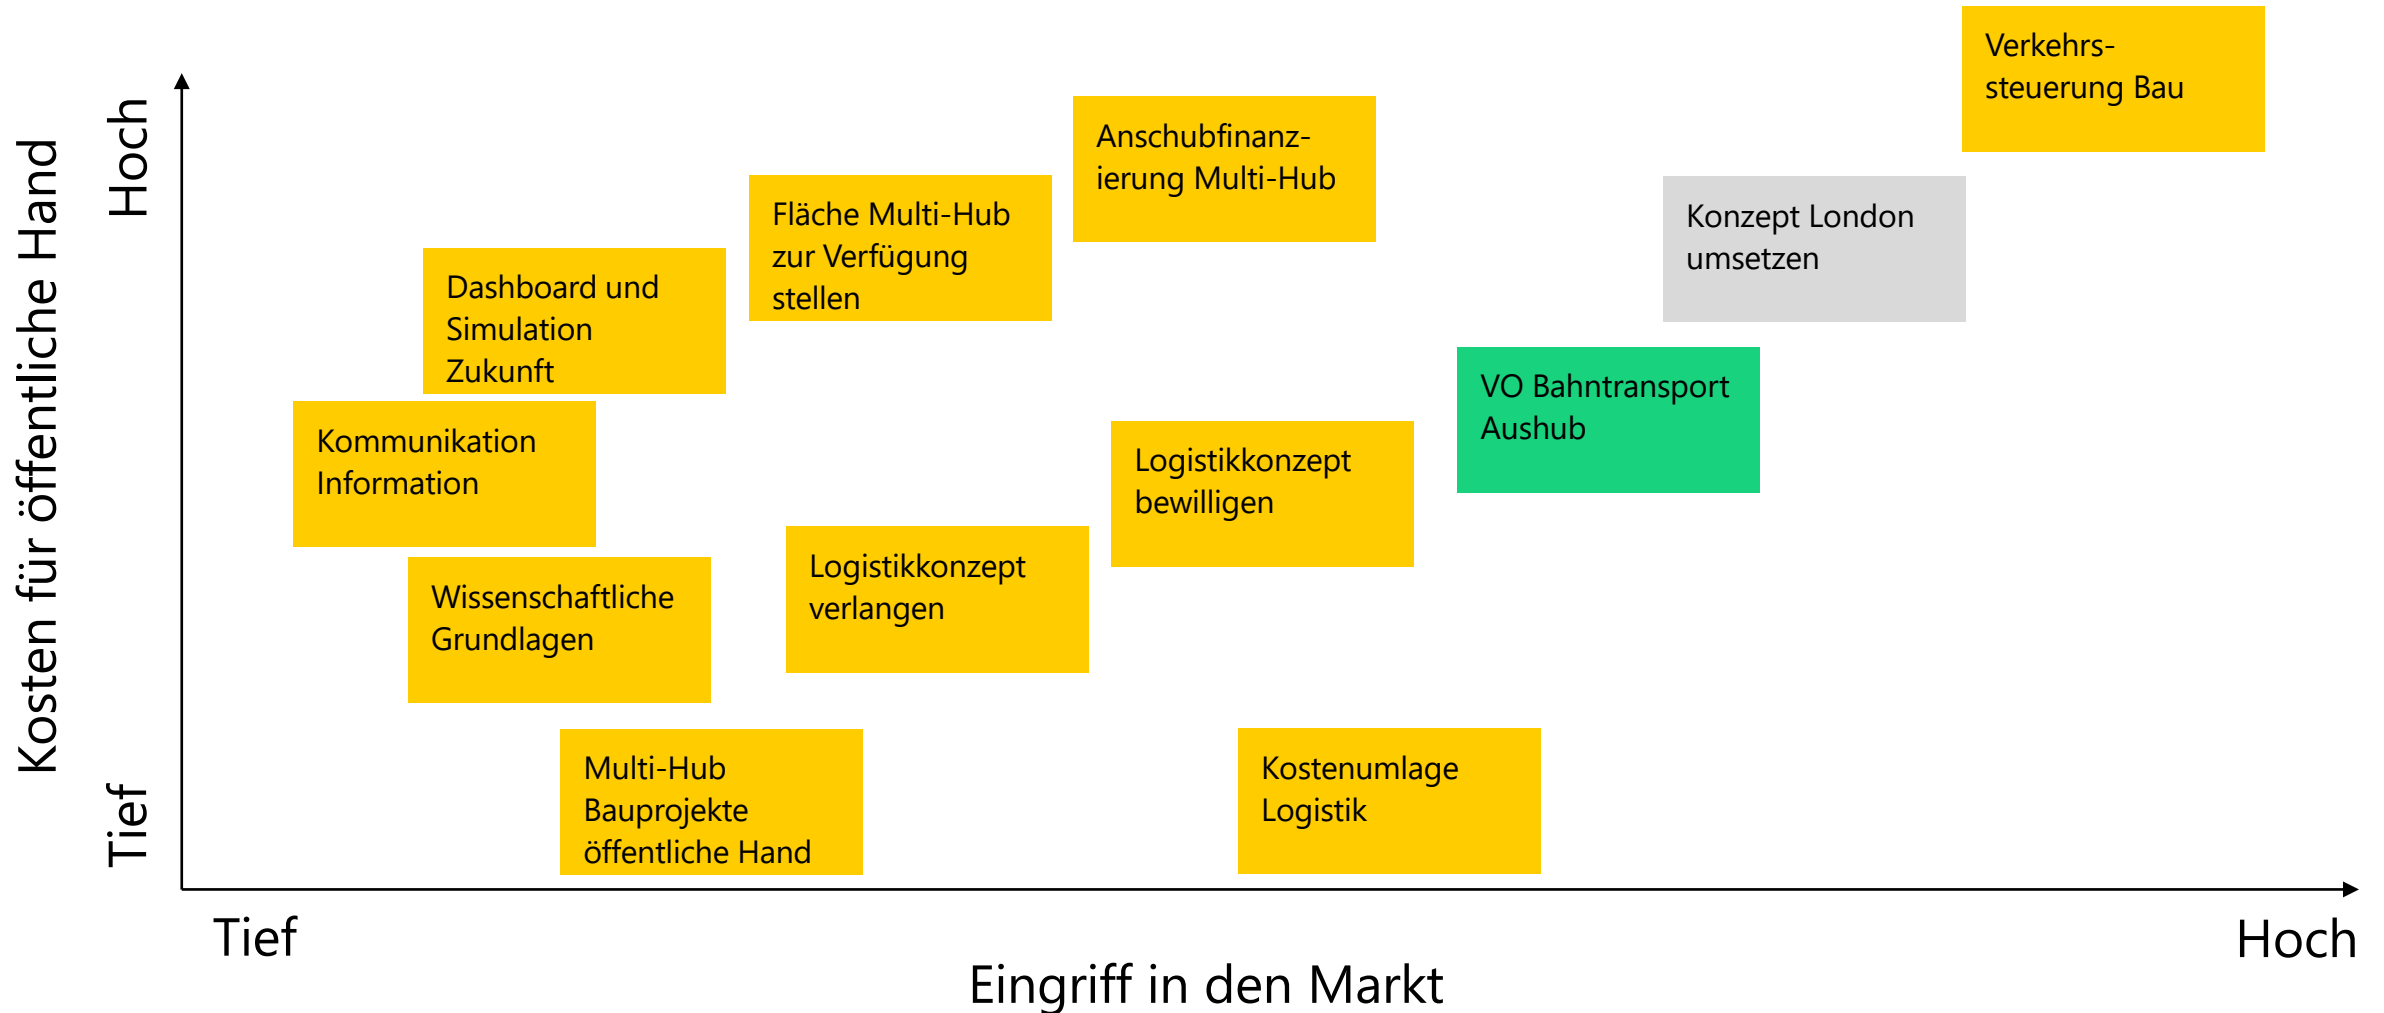 Verkehrs-
steuerung Bau
Hoch
Anschubfinanz-
ierung Multi-Hub
Fläche Multi-Hub
zur Verfügung
stellen
Konzept London
umsetzen
Dashboard und
Simulation
Zukunft
VO Bahntransport
Aushub
Kommunikation
Information
Logistikkonzept
bewilligen
Kosten für öffentliche Hand
Logistikkonzept
verlangen
Wissenschaftliche
Grundlagen
Multi-Hub
Bauprojekte
öffentliche Hand
Kostenumlage
Logistik
Tief
Tief
Hoch
Eingriff in den Markt